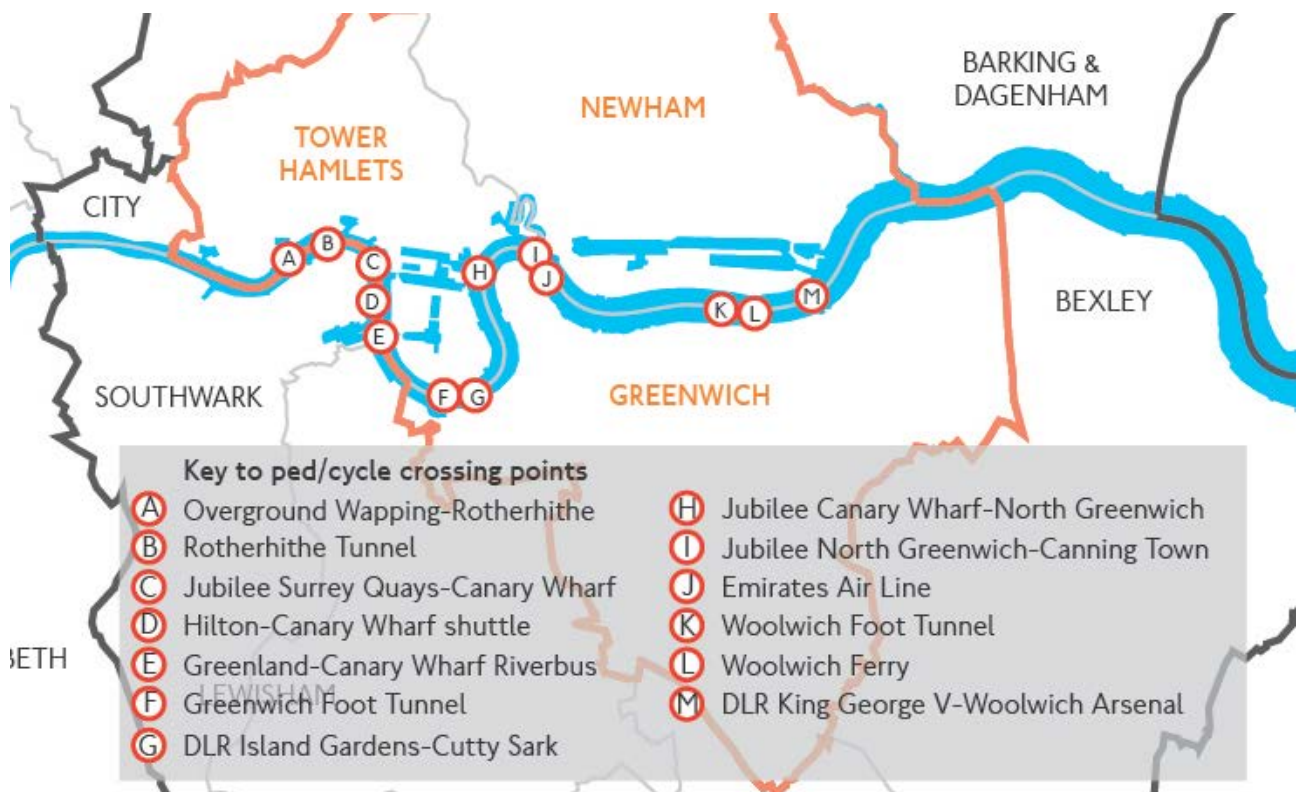 BARKING &
DAGENHAM
NEWHAM
TOWER
HAMLETS
CITY
A
B
C
D
E
F
G
H
I
J
K
L
M
BEXLEY
SOUTHWARK
GREENWICH
BETH
LEWISHAM
Key to ped/cycle crossing points
A Overground Wapping-Rotherhithe
B Rotherhithe Tunnel
C Jubilee Surrey Quays-Canary Wharf
D Hilton-Canary Wharf shuttle
E Greenland-Canary Wharf Riverbus
F Greenwich Foot Tunnel
G DLR Island Gardens-Cutty Sark
H Jubilee Canary Wharf-North Greenwich
I Jubilee North Greenwich-Canning Town
J Emirates Air Line
K Woolwich Foot Tunnel
L Woolwich Ferry
M DLR King George V-Woolwich Arsenal